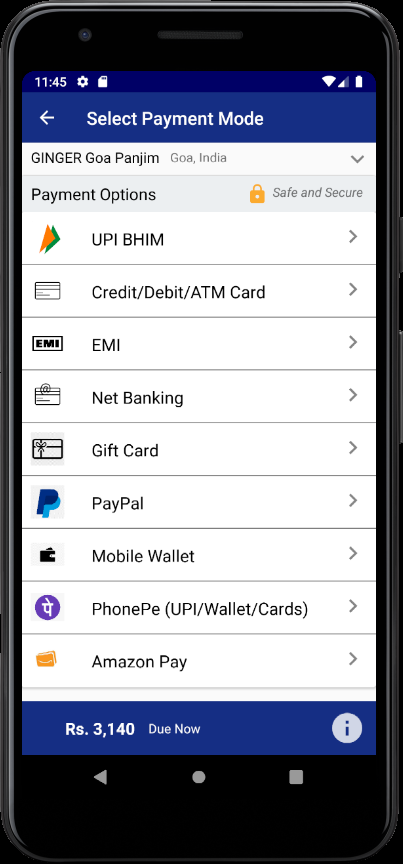 11:45
Select Payment Mode
GINGER Goa Panjim Goa, India
Payment Options Safe and Secure
UPI BHIM
Credit/Debit/ATM Card
EMI EMI
@ Net Banking
Gift Card
PayPal
Mobile Wallet
पे PhonePe (UPI/Wallet/Cards)
Amazon Pay
Rs. 3,140 Due Now i